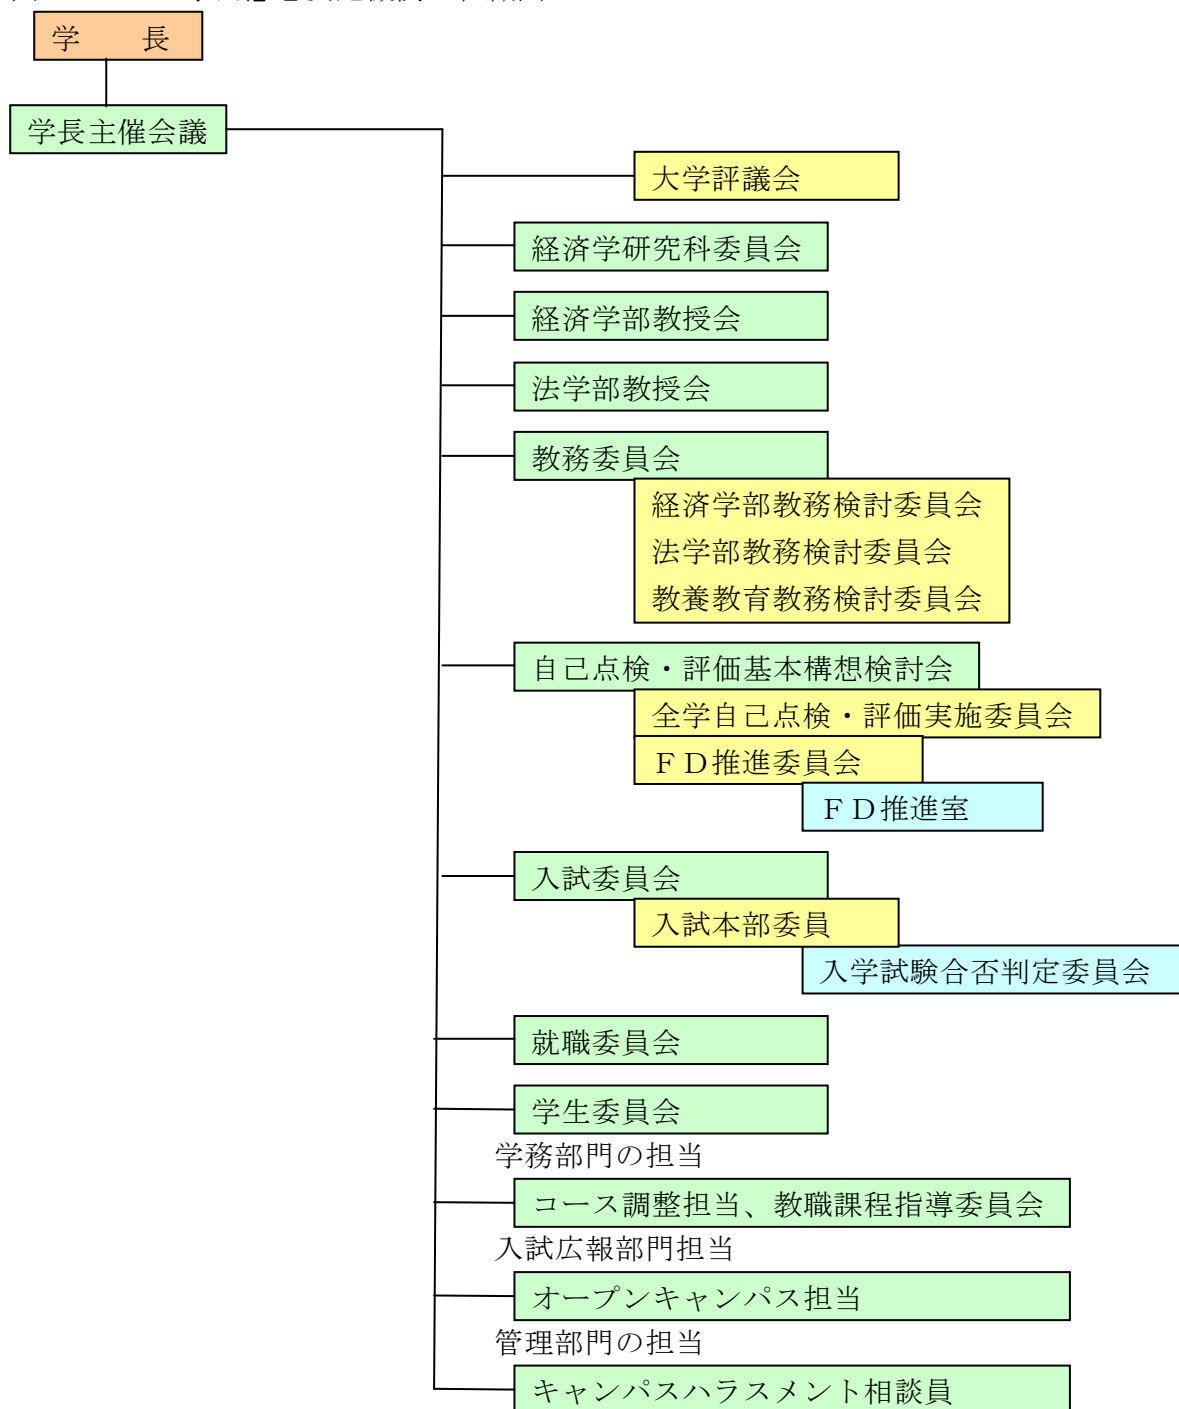 学　　長
学長主催会議
大学評議会
経済学研究科委員会
経済学部教授会
法学部教授会
教務委員会
経済学部教務検討委員会
法学部教務検討委員会
教養教育教務検討委員会
自己点検・評価基本構想検討会
全学自己点検・評価実施委員会
ＦＤ推進委員会
ＦＤ推進室
入試委員会
入試本部委員
入学試験合否判定委員会
就職委員会
学生委員会
学務部門の担当
コース調整担当、教職課程指導委員会
入試広報部門担当
オープンキャンパス担当
管理部門の担当
キャンパスハラスメント相談員